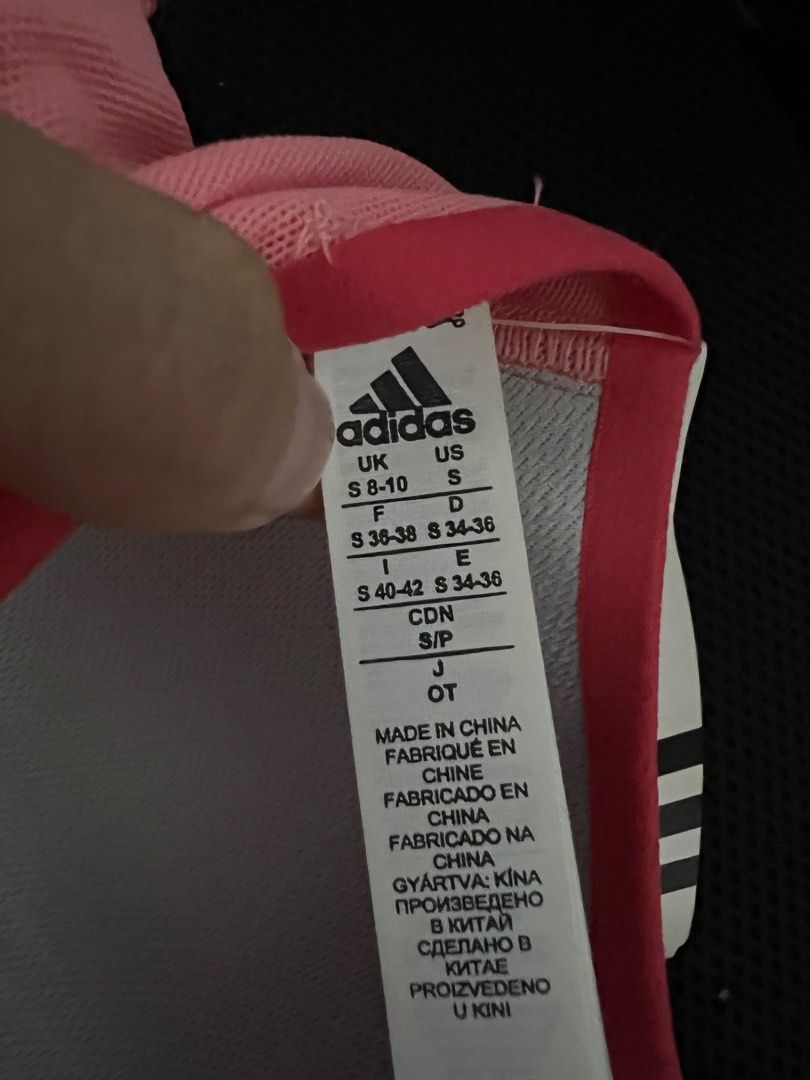 adidas
UK US
S 8-10 S
F D
S 36-38 S 34-36
I E
S 40-42 S 34-36
CDN
S/P
J
OT
MADE IN CHINA
FABRIQUÉ EN
CHINE
FABRICADO EN
CHINA
FABRICADO NA
CHINA
GYÁRTVA: KÍNA
ПРОИЗВЕДЕНО
В КИТАЙ
СДЕЛАНО В
КИТАЕ
PROIZVEDENO
U KINI